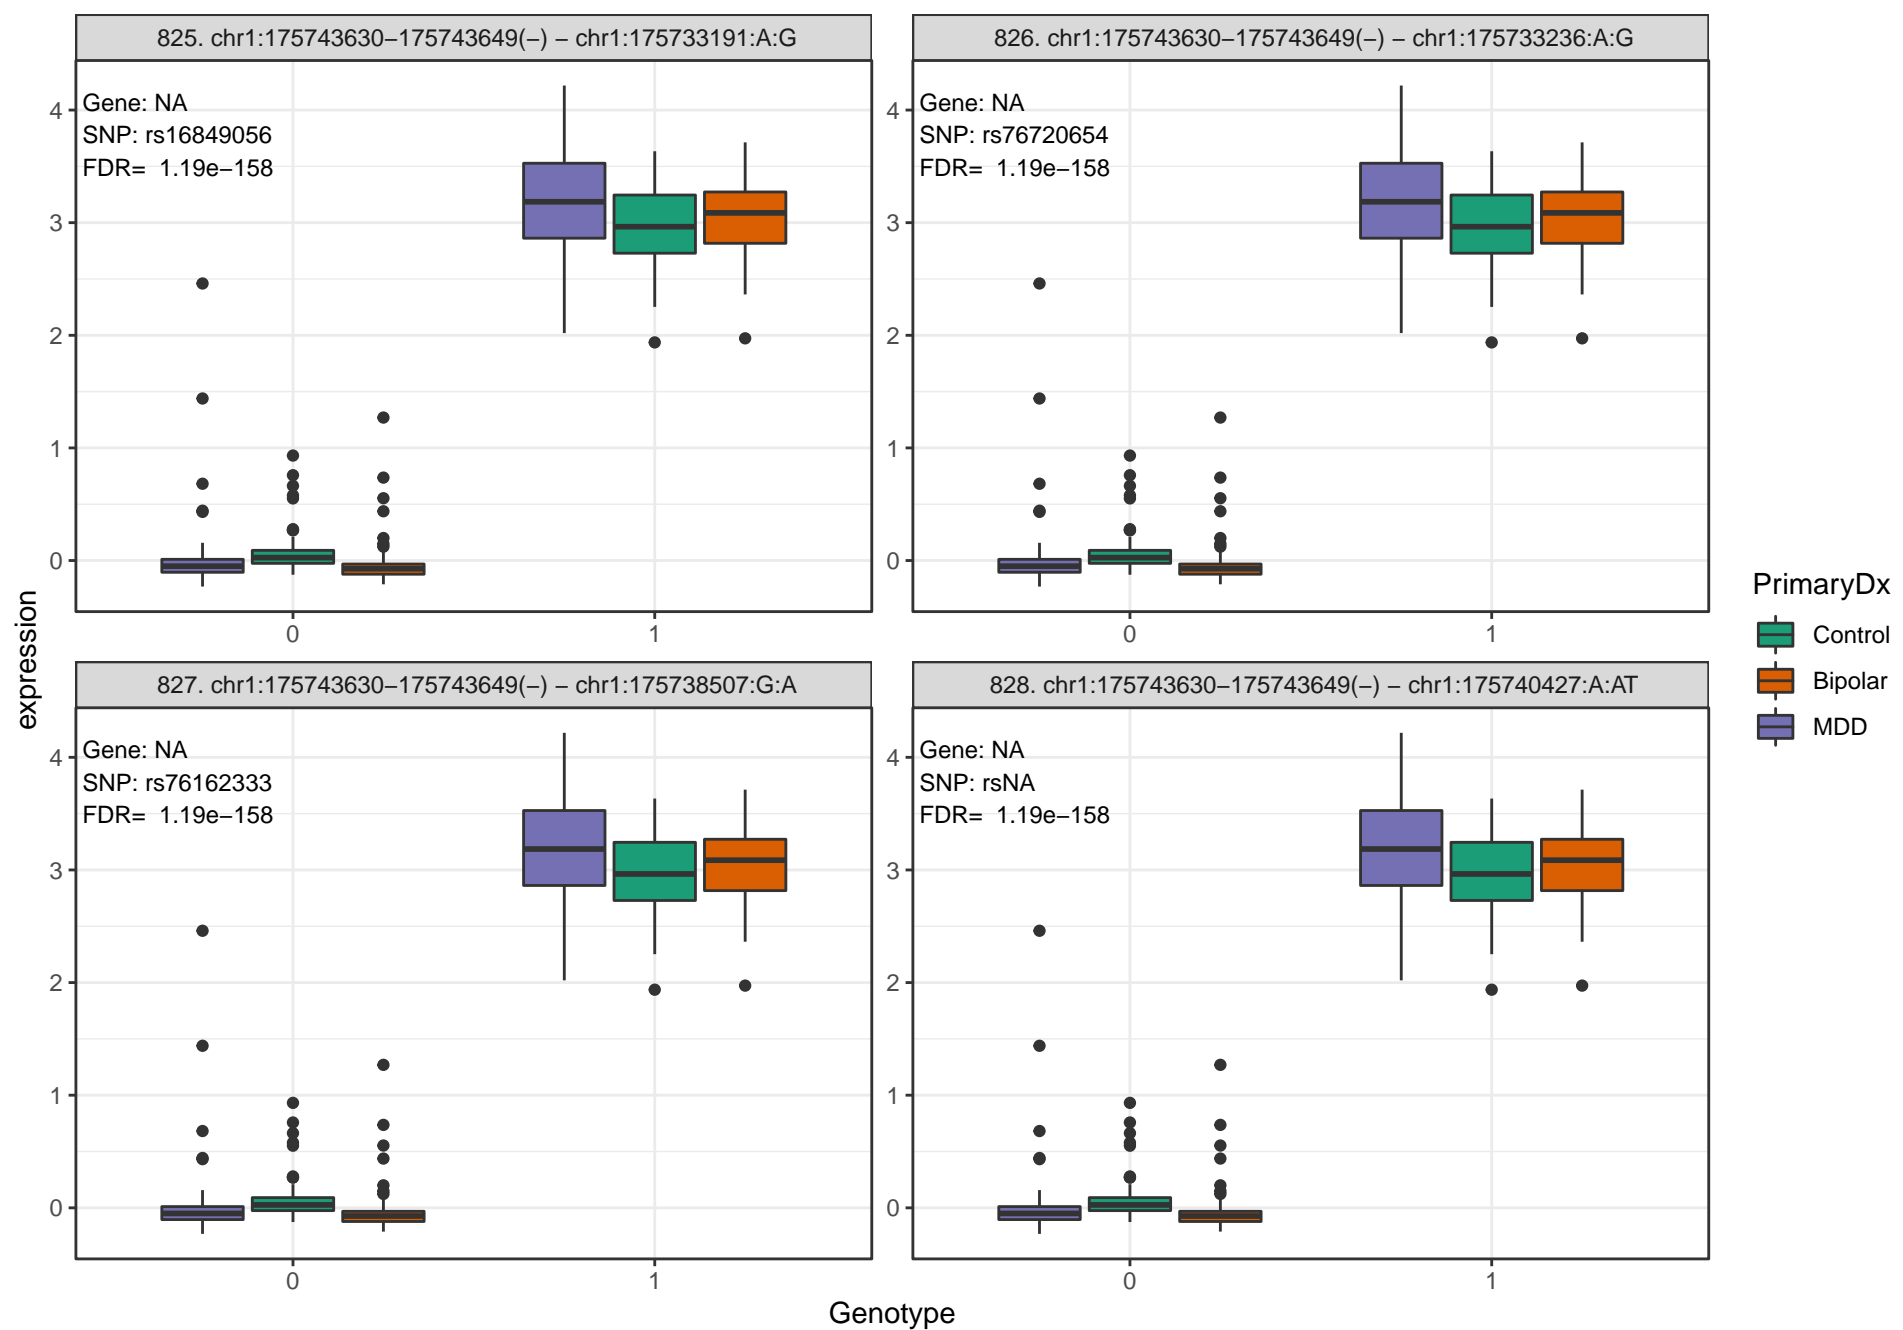 825. chr1:175743630−175743649(−) − chr1:175733191:A:G
Gene: NA
SNP: rs16849056
FDR= 1.19e−158
4
3
2
1
0
0
1
826. chr1:175743630−175743649(−) − chr1:175733236:A:G
Gene: NA
SNP: rs76720654
FDR= 1.19e−158
4
3
2
1
0
0
1
827. chr1:175743630−175743649(−) − chr1:175738507:G:A
Gene: NA
SNP: rs76162333
FDR= 1.19e−158
4
3
2
1
0
0
1
828. chr1:175743630−175743649(−) − chr1:175740427:A:AT
Gene: NA
SNP: rsNA
FDR= 1.19e−158
4
3
2
1
0
0
1
expression
Genotype
PrimaryDx
Control
Bipolar
MDD